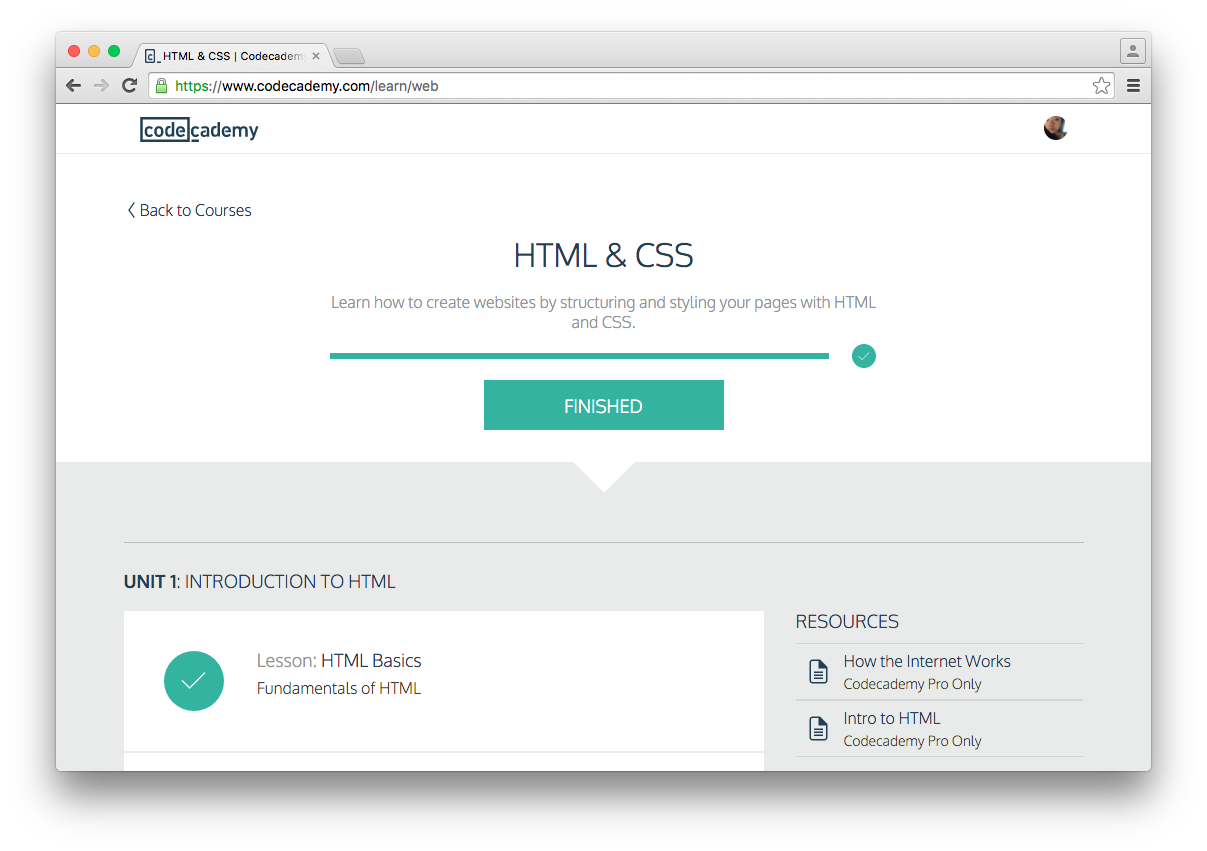 HTML & CSS | Codecadem
https://www.codecademy.com/learn/web
codecademy
Back to Courses
HTML & CSS
Learn how to create websites by structuring and styling your pages with HTML
and CSS.
FINISHED
UNIT 1: INTRODUCTION TO HTML
Lesson: HTML Basics
Fundamentals of HTML
RESOURCES
How the Internet Works
Codecademy Pro Only
Intro to HTML
Codecademy Pro Only